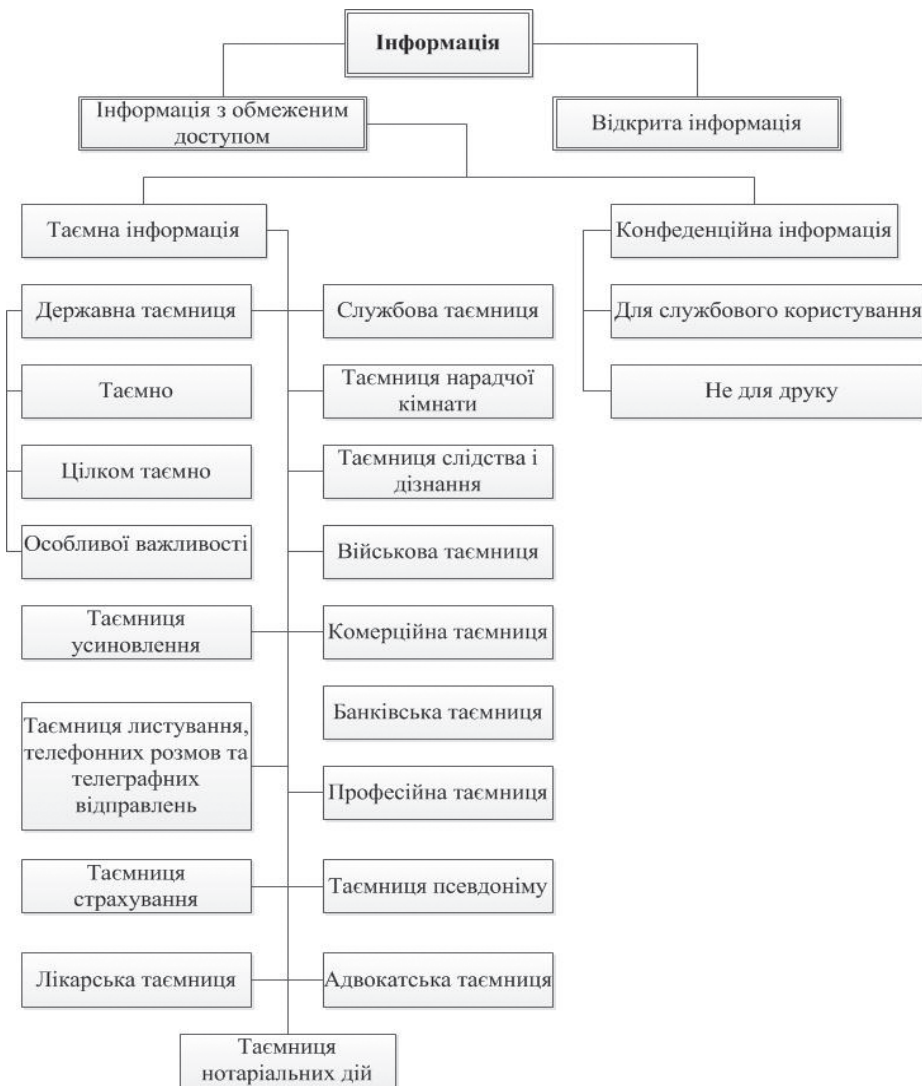 Інформація
Інформація з обмеженим
доступом
Відкрита інформація
Таємна інформація
Конфеденційна інформація
Державна таємниця
Службова таємниця
Для службового користування
Таємно
Таємниця нарадчої
кімнати
Не для друку
Цілком таємно
Таємниця слідства і
дізнання
Особливої важливості
Військова таємниця
Таємниця
усиновлення
Комерційна таємниця
Банківська таємниця
Таємниця листування,
телефонних розмов та
телеграфних
відправлень
Професійна таємниця
Таємниця
страхування
Таємниця псевдоніму
Лікарська таємниця
Адвокатська таємниця
Таємниця
нотаріальних дій